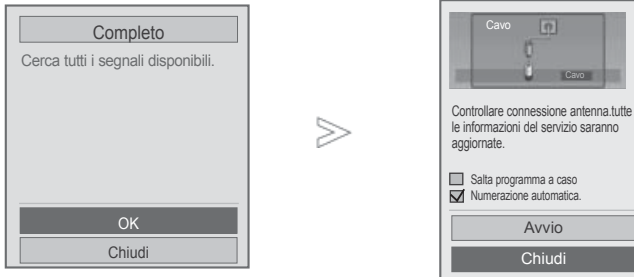 Completo
Cerca tutti i segnali disponibili.
OK
Chiudi
Cavo
Cavo
Controllare connessione antenna.tutte
le informazioni del servizio saranno
aggiornate.
Salta programma a caso
Numerazione automatica.
Avvio
Chiudi